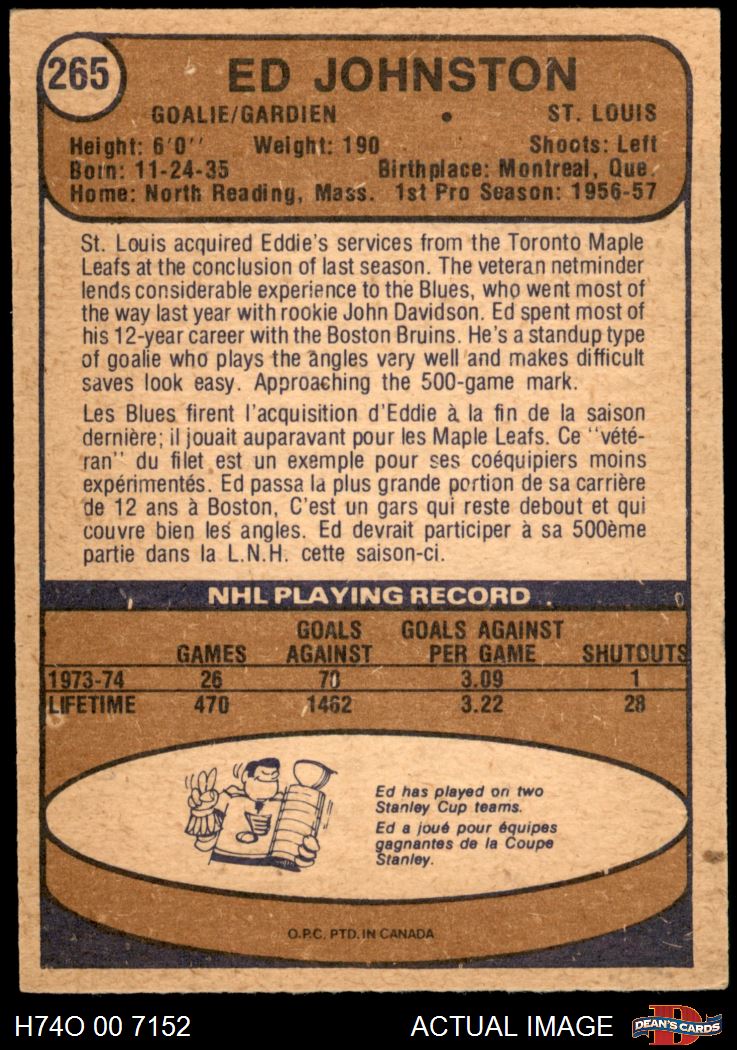 265
ED JOHNSTON
GOALIE/GARDIEN • ST. LOUIS
Height: 6'0'' Weight: 190 Shoots: Left
Born: 11-24-35 Birthplace: Montreal, Que.
Home: North Reading, Mass. 1st Pro Season: 1956-57
St. Louis acquired Eddie's services from the Toronto Maple
Leafs at the conclusion of last season. The veteran netminder
lends considerable experience to the Blues, who went most of
the way last year with rookie John Davidson. Ed spent most of
his 12-year career with the Boston Bruins. He's a standup type
of goalie who plays the angles very well and makes difficult
saves look easy. Approaching the 500-game mark.
Les Blues firent l'acquisition d'Eddie à la fin de la saison
dernière; il jouait auparavant pour les Maple Leafs. Ce ''vété-
ran'' du filet est un exemple pour ses coéquipiers moins
expérimentés. Ed passa la plus grande portion de sa carrière
de 12 ans à Boston, C'est un gars qui reste debout et qui
couvre bien les angles. Ed devrait participer à sa 500ème
partie dans la L.N.H. cette saison-ci.
NHL PLAYING RECORD
GOALS GOALS AGAINST
GAMES AGAINST PER GAME SHUTOUTS
1973-74 26 70 3.09 1
LIFETIME 470 1462 3.22 28
Ed has played on two
Stanley Cup teams.
Ed a joué pour équipes
gagnantes de la Coupe
Stanley.
O.P.C. PTD. IN CANADA
H74O 00 7152 ACTUAL IMAGE DEAN'S CARDS